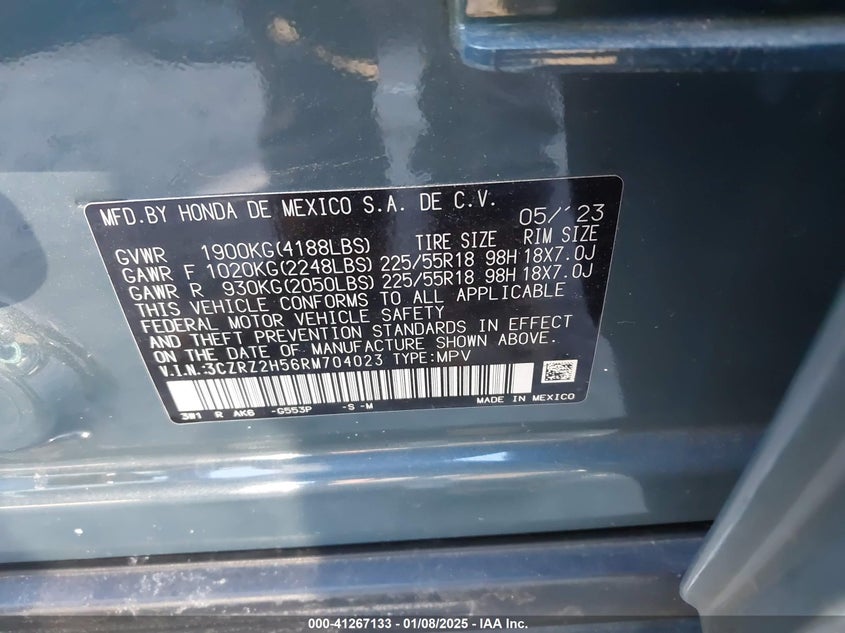 MFD.BY HONDA DE MEXICO S.A. DE C.V. 05/'23
GVWR 1900KG(4188LBS) TIRE SIZE RIM SIZE
GAWR F 1020KG(2248LBS) 225/55R18 98H 18X7.0J
GAWR R 930KG(2050LBS) 225/55R18 98H 18X7.0J
THIS VEHICLE CONFORMS TO ALL APPLICABLE
FEDERAL MOTOR VEHICLE SAFETY
AND THEFT PREVENTION STANDARDS IN EFFECT
ON THE DATE OF MANUFACTURE SHOWN ABOVE.
V.I.N.:3CZRZ2H56RM704023 TYPE:MPV
3W1 R AK6 -G553P -S -M MADE IN MEXICO
000-41267133 - 01/08/2025 - IAA Inc.